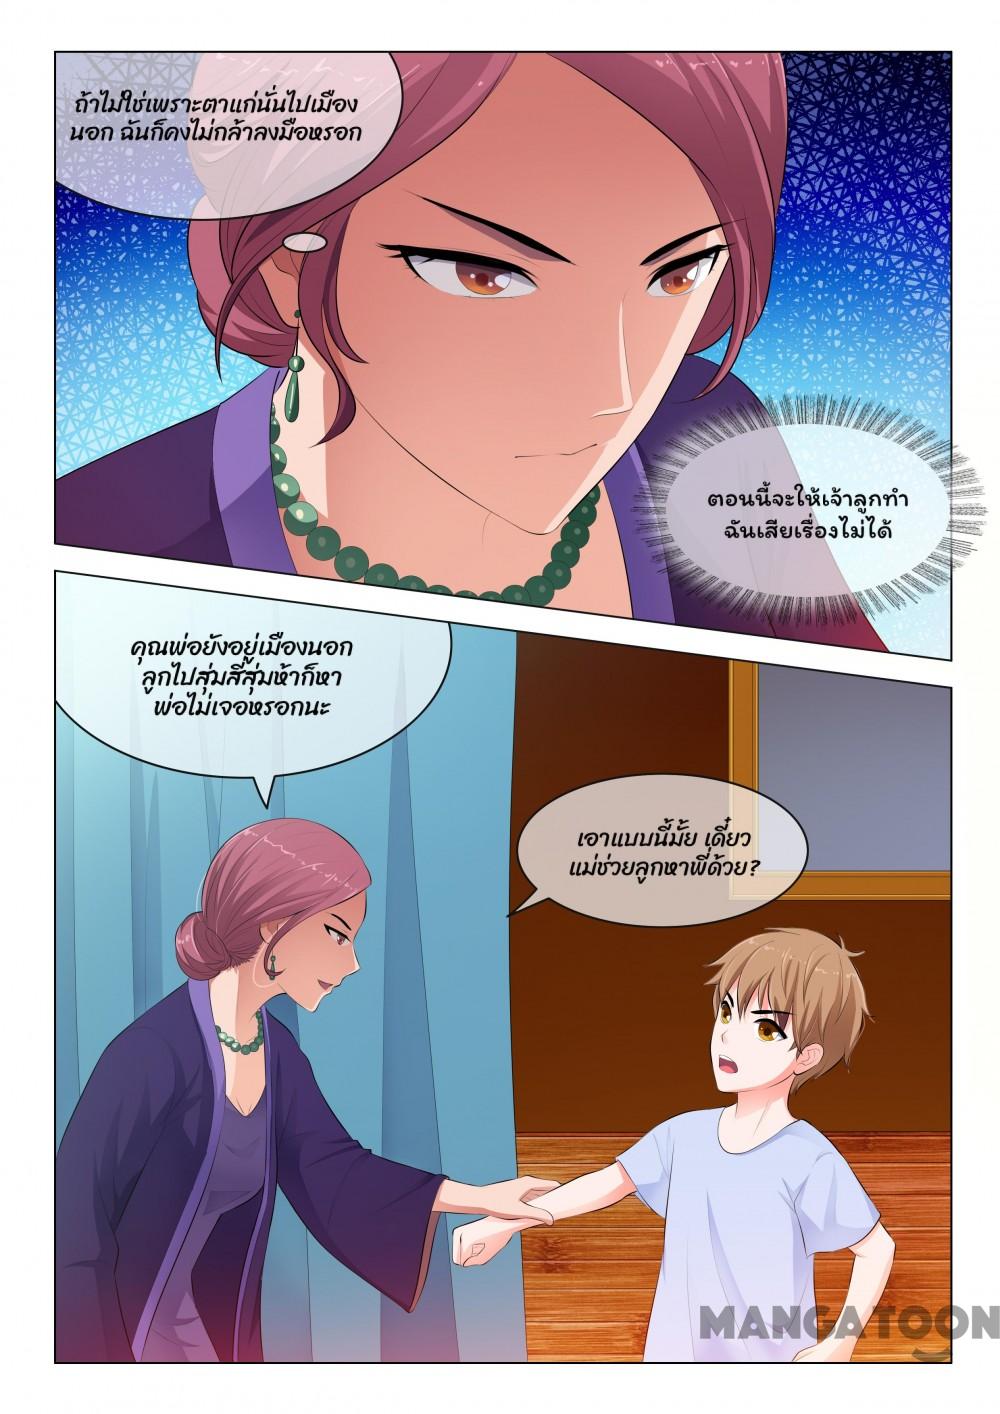 ถ้าไม่ใช่เพราะตาแก่นั่นไปเมือง
นอก ฉันก็คงไม่กล้าลงมือหรอก
ตอนนี้จะให้เจ้าลูกทำ
ฉันเสียเรื่องไม่ได้
คุณพ่อยังอยู่เมืองนอก
ลูกไปสุ่มสี่สุ่มห้าก็หา
พ่อไม่เจอหรอกนะ
เอาแบบนี้มั้ย เดี๋ยว
แม่ช่วยลูกหาพี่ด้วย?
MANGATOON